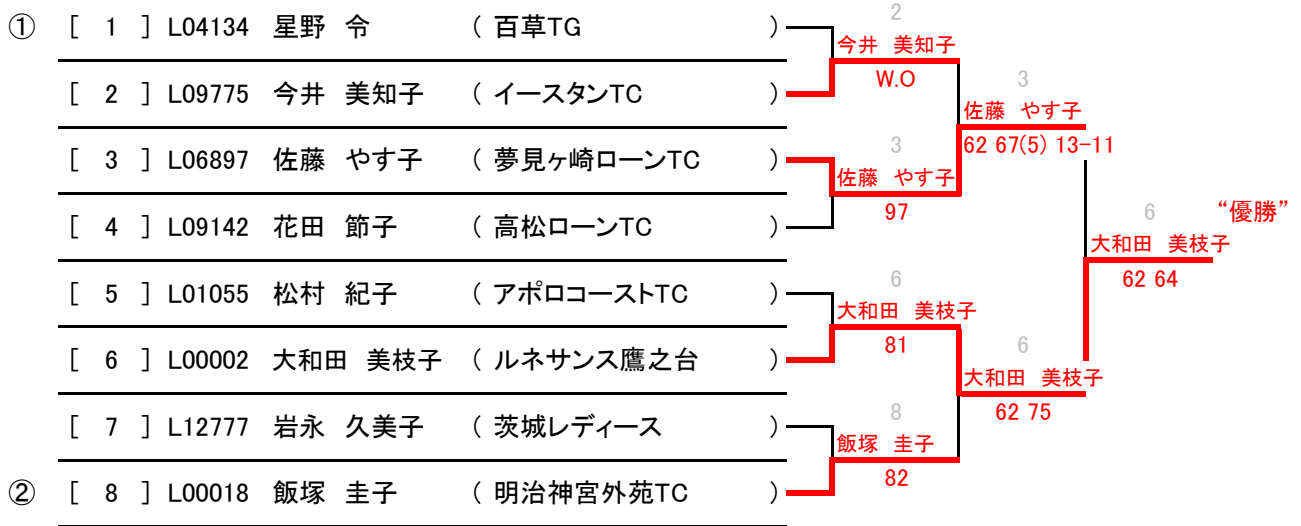 ① [ 1 ] L04134 星野 令 ( 百草TG )
[ 2 ] L09775 今井 美知子 ( イースタンTC )
[ 3 ] L06897 佐藤 やす子 ( 夢見ヶ崎ローンTC )
[ 4 ] L09142 花田 節子 ( 高松ローンTC )
[ 5 ] L01055 松村 紀子 ( アポロコーストTC )
[ 6 ] L00002 大和田 美枝子 ( ルネサンス鷹之台 )
[ 7 ] L12777 岩永 久美子 ( 茨城レディース )
② [ 8 ] L00018 飯塚 圭子 ( 明治神宮外苑TC )
2
今井 美知子
W.O
3
佐藤 やす子
97
6
大和田 美枝子
81
8
飯塚 圭子
82
3
佐藤 やす子
62 67(5) 13-11
6
大和田 美枝子
62 75
6 “優勝”
大和田 美枝子
62 64